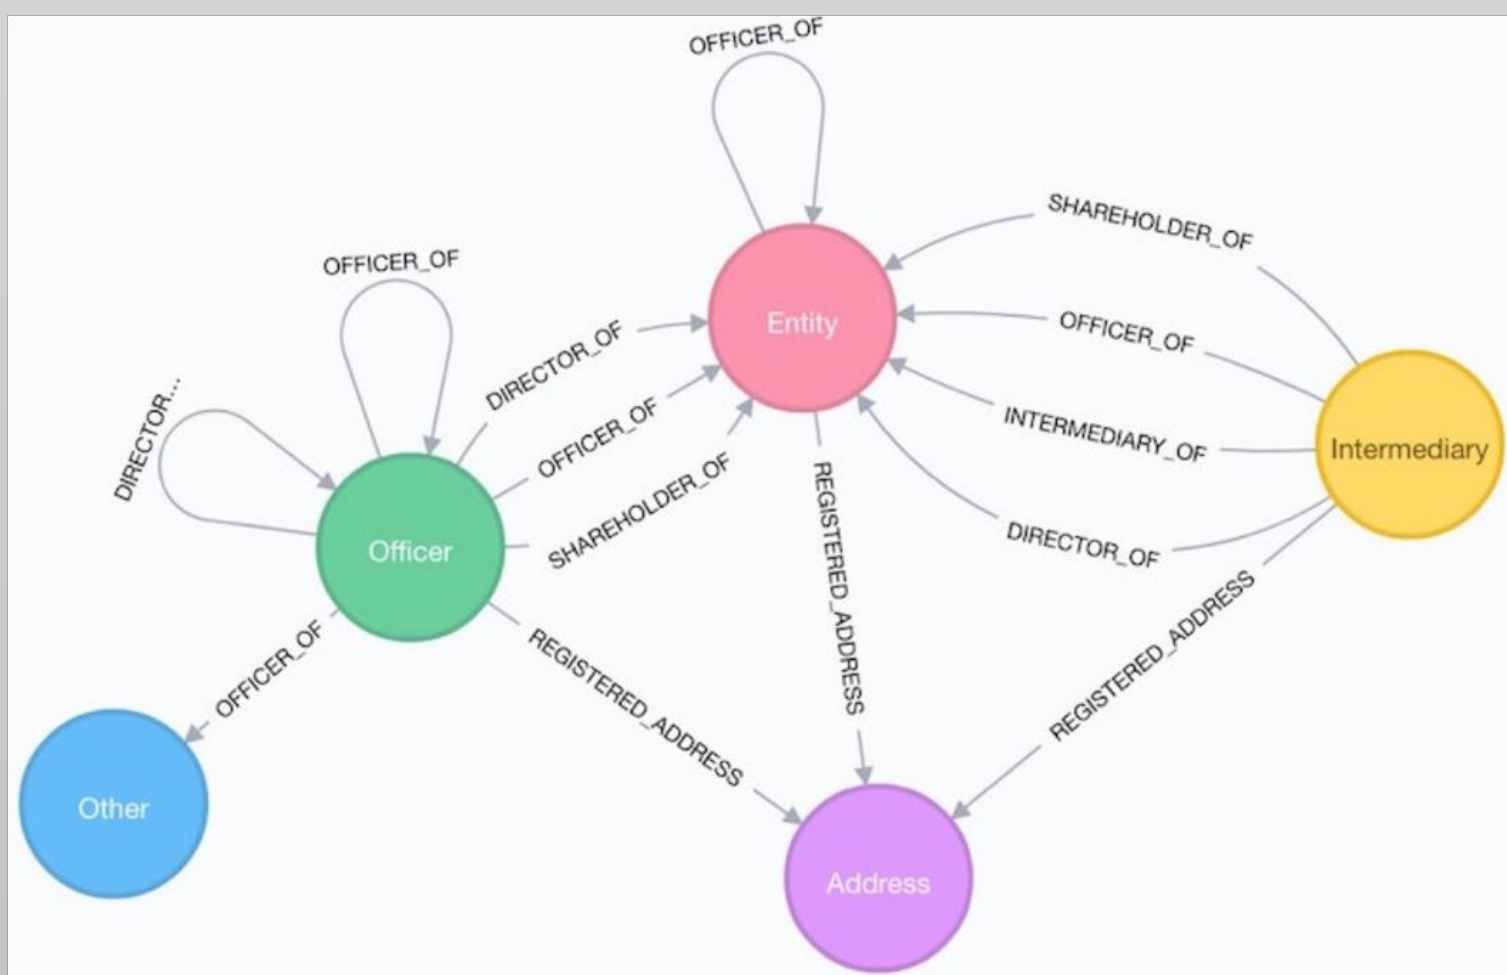 OFFICER_OF
SHAREHOLDER_OF
OFFICER_OF
Entity
OFFICER_OF
DIRECTOR_OF
DIRECTOR...
OFFICER_OF
INTERMEDIARY_OF
Intermediary
SHAREHOLDER_OF
DIRECTOR_OF
Officer
REGISTERED_ADDRESS
REGISTERED_ADDRESS
OFFICER_OF
REGISTERED_ADDRESS
Other
Address